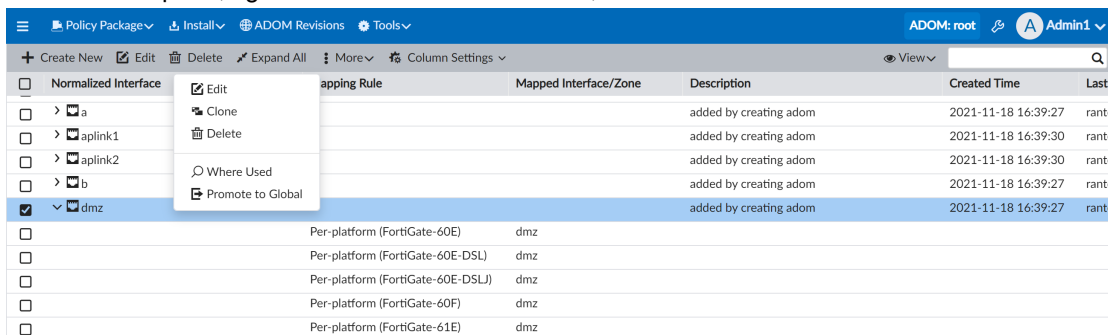 Policy Package Install ADOM Revisions Tools ADOM: root A Admin1
Create New Edit Delete Expand All More Column Settings View
Normalized Interface apping Rule Mapped Interface/Zone Description Created Time Last
Edit
Clone
Delete
Where Used
Promote to Global
a added by creating adom 2021-11-18 16:39:27 rant
aplink1 added by creating adom 2021-11-18 16:39:30 rant
aplink2 added by creating adom 2021-11-18 16:39:30 rant
b added by creating adom 2021-11-18 16:39:27 rant
dmz added by creating adom 2021-11-18 16:39:27 rant
Per-platform (FortiGate-60E) dmz
Per-platform (FortiGate-60E-DSL) dmz
Per-platform (FortiGate-60E-DSLJ) dmz
Per-platform (FortiGate-60F) dmz
Per-platform (FortiGate-61E) dmz